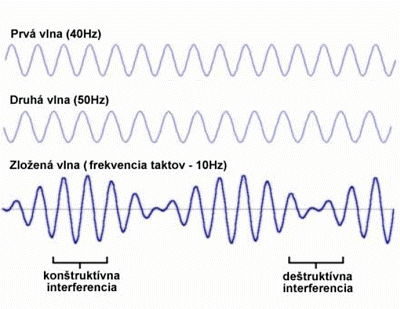 Prvá vlna (40Hz)
Druhá vlna (50Hz)
Zložená vlna (frekvencia taktov - 10Hz)
konštruktívna
interferencia
deštruktívna
interferencia